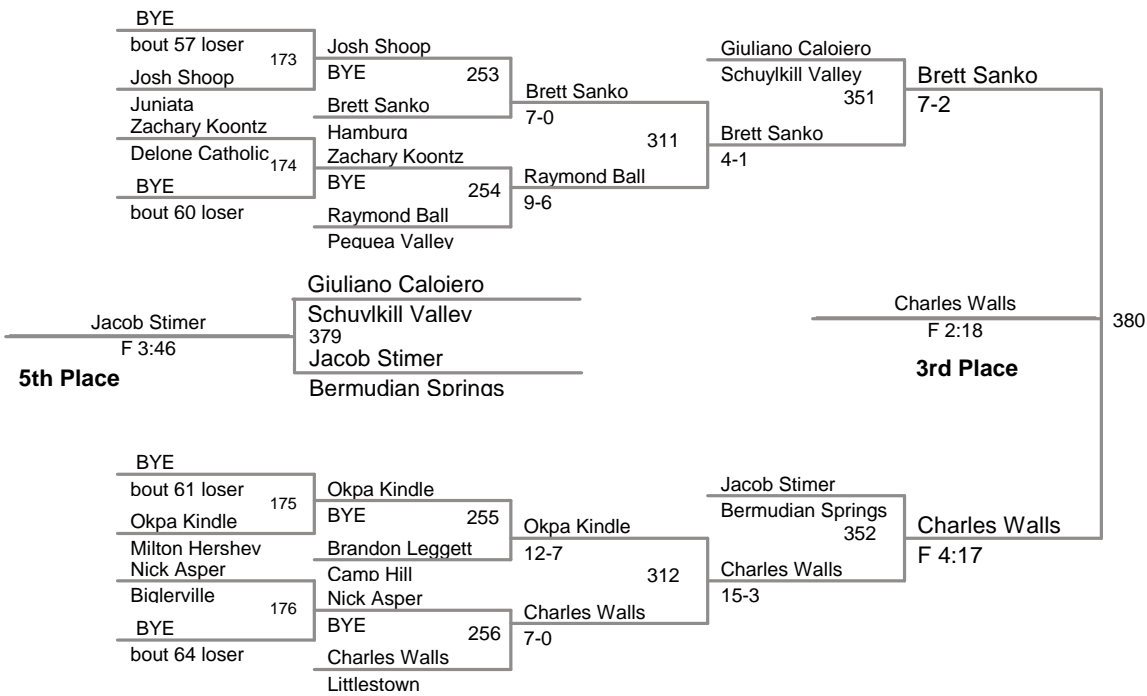 BYE
bout 57 loser
173
Josh Shoop
Juniata
Zachary Koontz
Delone Catholic
174
BYE
bout 60 loser
Josh Shoop
BYE
253
Brett Sanko
Hamburg
Zachary Koontz
BYE
254
Raymond Ball
Pequea Valley
Brett Sanko
7-0
311
Raymond Ball
9-6
Giuliano Caloiero
Schuylkill Valley
351
Brett Sanko
4-1
Brett Sanko
7-2
Giuliano Caloiero
Schuylkill Valley
379
Jacob Stimer
Bermudian Springs
Jacob Stimer
F 3:46
5th Place
Charles Walls
F 2:18
3rd Place
380
BYE
bout 61 loser
175
Okpa Kindle
Milton Hershey
Nick Asper
Biglerville
176
BYE
bout 64 loser
Okpa Kindle
BYE
255
Brandon Leggett
Camp Hill
Nick Asper
BYE
256
Charles Walls
Littlestown
Okpa Kindle
12-7
312
Charles Walls
7-0
Jacob Stimer
Bermudian Springs
352
Charles Walls
15-3
Charles Walls
F 4:17